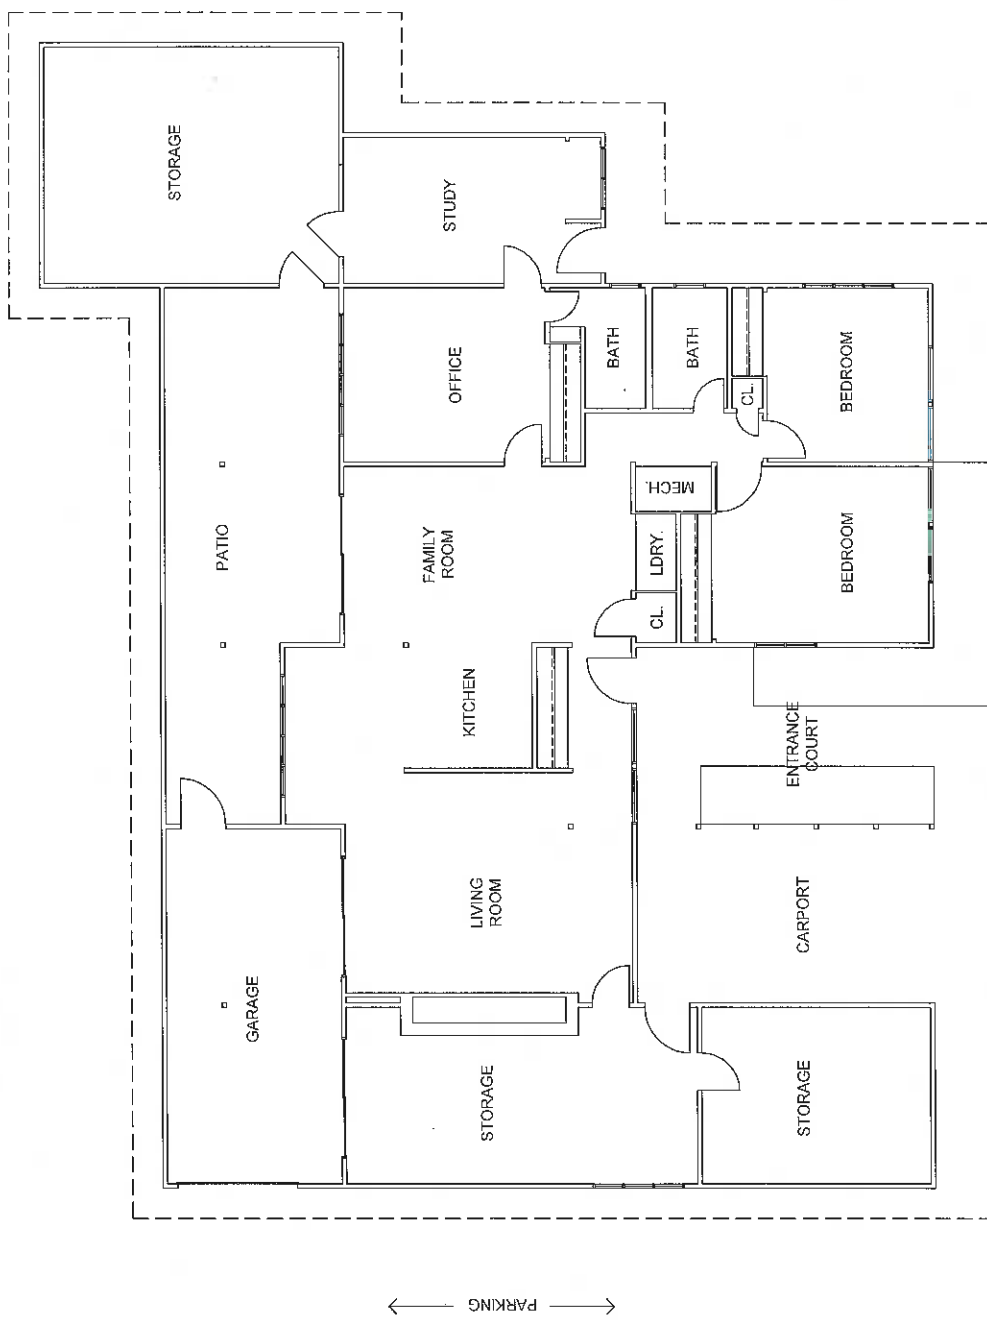 STORAGE
STUDY
OFFICE
BATH
BATH
CL.
BEDROOM
PATIO
FAMILY
ROOM
MECH.
LDRY.
CL.
BEDROOM
KITCHEN
ENTRANCE
COURT
LIVING
ROOM
CARPORT
GARAGE
STORAGE
STORAGE
PARKING